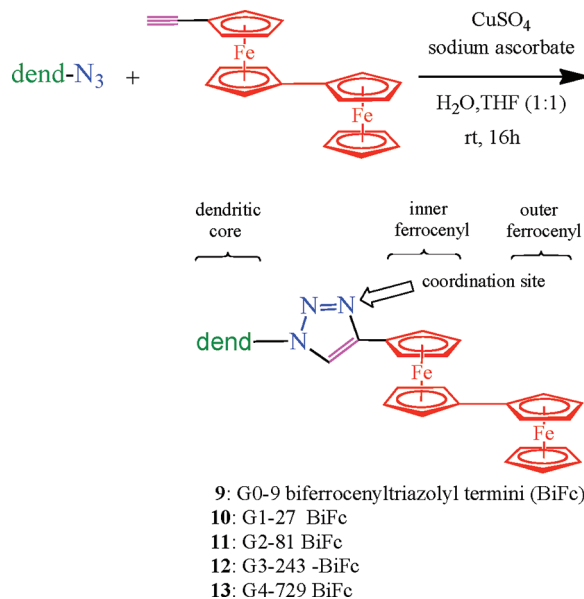 dend-N3 + Fe Fe
CuSO4
sodium ascorbate
H2O,THF (1:1)
rt, 16h
dendritic core
inner ferrocenyl
outer ferrocenyl
coordination site
N=N
dend N
Fe
Fe
9: G0-9 biferrocenyltriazolyl termini (BiFc)
10: G1-27 BiFc
11: G2-81 BiFc
12: G3-243 -BiFc
13: G4-729 BiFc